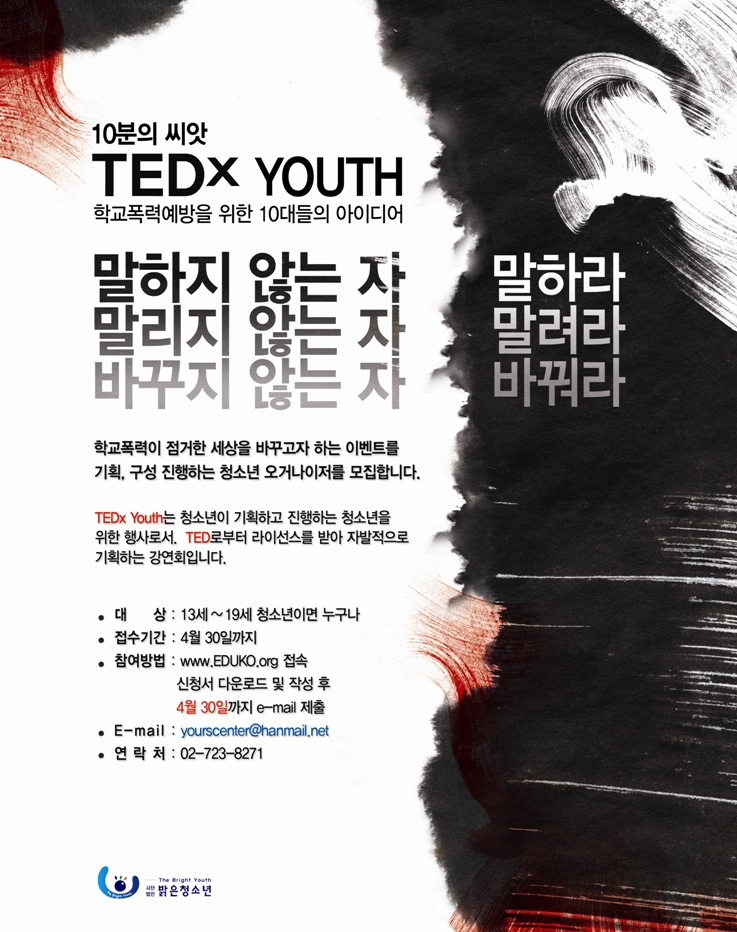 10분의 씨앗
TEDx YOUTH
학교폭력예방을 위한 10대들의 아이디어
말하지 않는 자 말하라
말리지 않는 자 말려라
바꾸지 않는 자 바꿔라
학교폭력이 점거한 세상을 바꾸고자 하는 이벤트를
기획, 구성 진행하는 청소년 오거나이저를 모집합니다.
TEDx Youth는 청소년이 기획하고 진행하는 청소년을
위한 행사로서, TED로부터 라이선스를 받아 자발적으로
기획하는 강연회입니다.
• 대 상 : 13세~19세 청소년이면 누구나
• 접수기간 : 4월 30일까지
• 참여방법 : www.EDUKO.org 접속
신청서 다운로드 및 작성 후
4월 30일까지 e-mail 제출
• E-mail : yourscenter@hanmail.net
• 연 락 처 : 02-723-8271
The Bright Youth
사단법인 밝은청소년